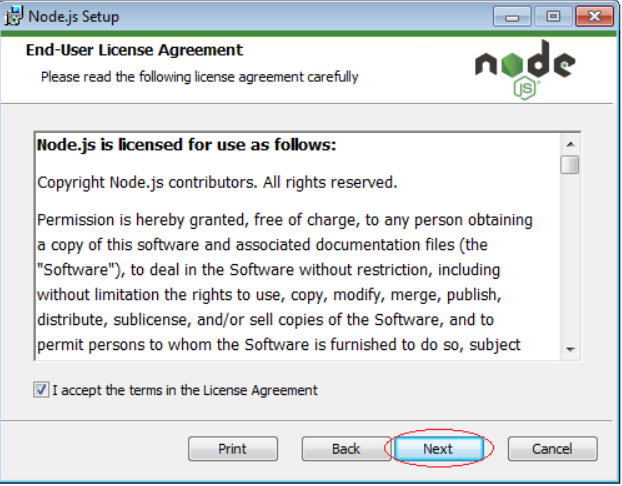 Node.js Setup
End-User License Agreement
Please read the following license agreement carefully
node
JS
Node.js is licensed for use as follows:
Copyright Node.js contributors. All rights reserved.
Permission is hereby granted, free of charge, to any person obtaining
a copy of this software and associated documentation files (the
"Software"), to deal in the Software without restriction, including
without limitation the rights to use, copy, modify, merge, publish,
distribute, sublicense, and/or sell copies of the Software, and to
permit persons to whom the Software is furnished to do so, subject
I accept the terms in the License Agreement
Print Back Next Cancel